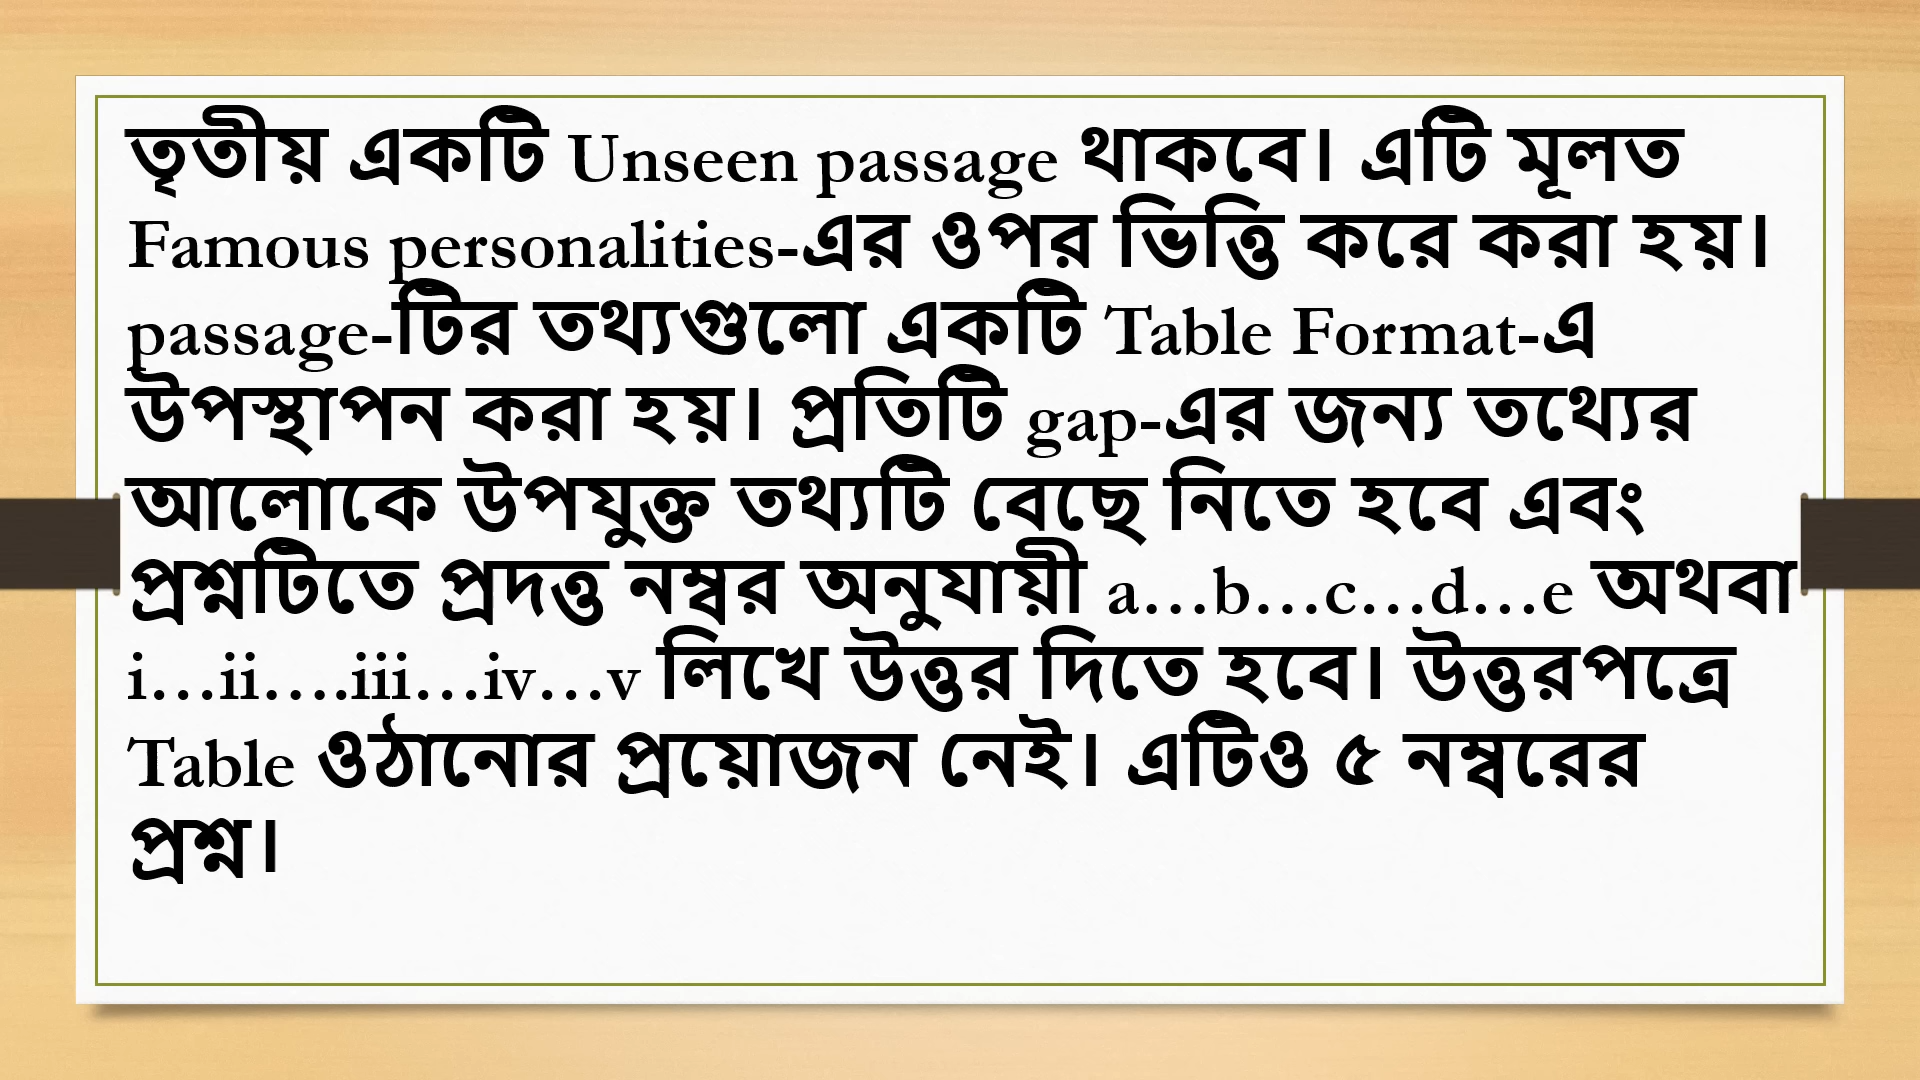 তৃতীয় একটি Unseen passage থাকবে। এটি মূলত
Famous personalities-এর ওপর ভিত্তি করে করা হয়।
passage-টির তথ্যগুলো একটি Table Format-এ
উপস্থাপন করা হয়। প্রতিটি gap-এর জন্য তথ্যের
আলোকে উপযুক্ত তথ্যটি বেছে নিতে হবে এবং
প্রশ্নটিতে প্রদত্ত নম্বর অনুযায়ী a…b…c…d…e অথবা
i…ii….iii…iv…v লিখে উত্তর দিতে হবে। উত্তরপত্রে
Table ওঠানোর প্রয়োজন নেই। এটিও ৫ নম্বরের
প্রশ্ন।